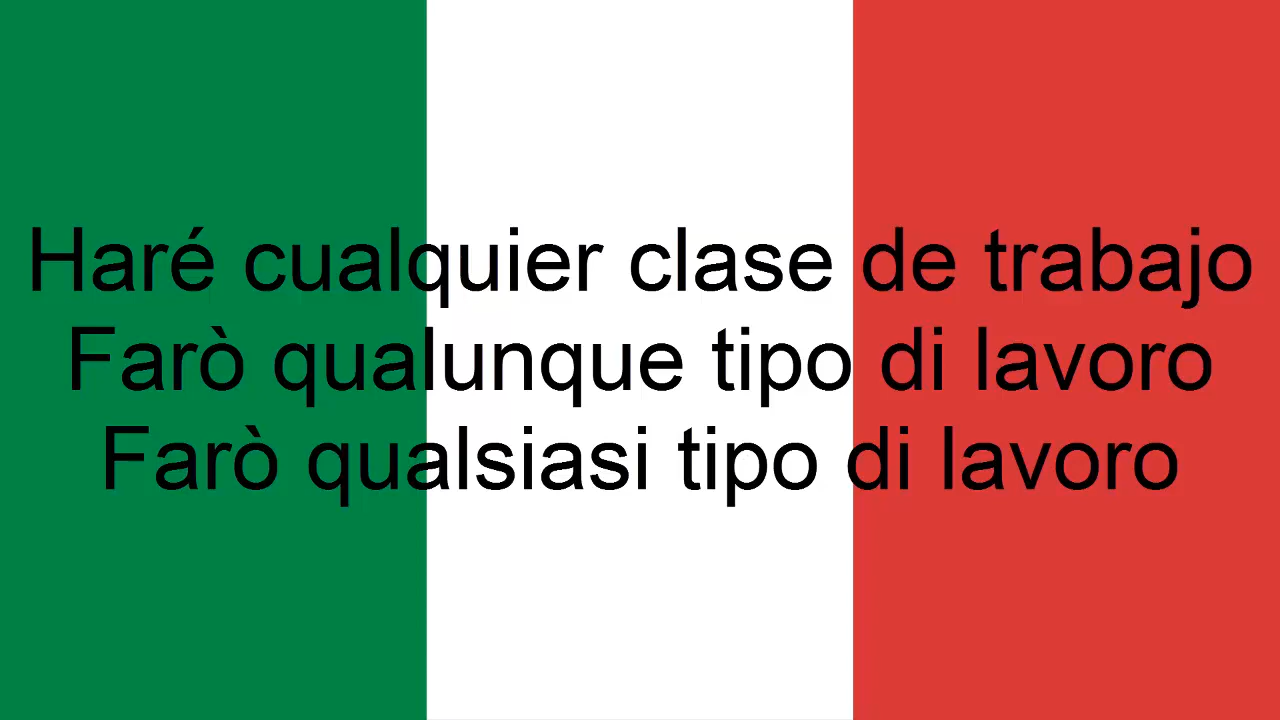 Haré cualquier clase de trabajo
Farò qualunque tipo di lavoro
Farò qualsiasi tipo di lavoro